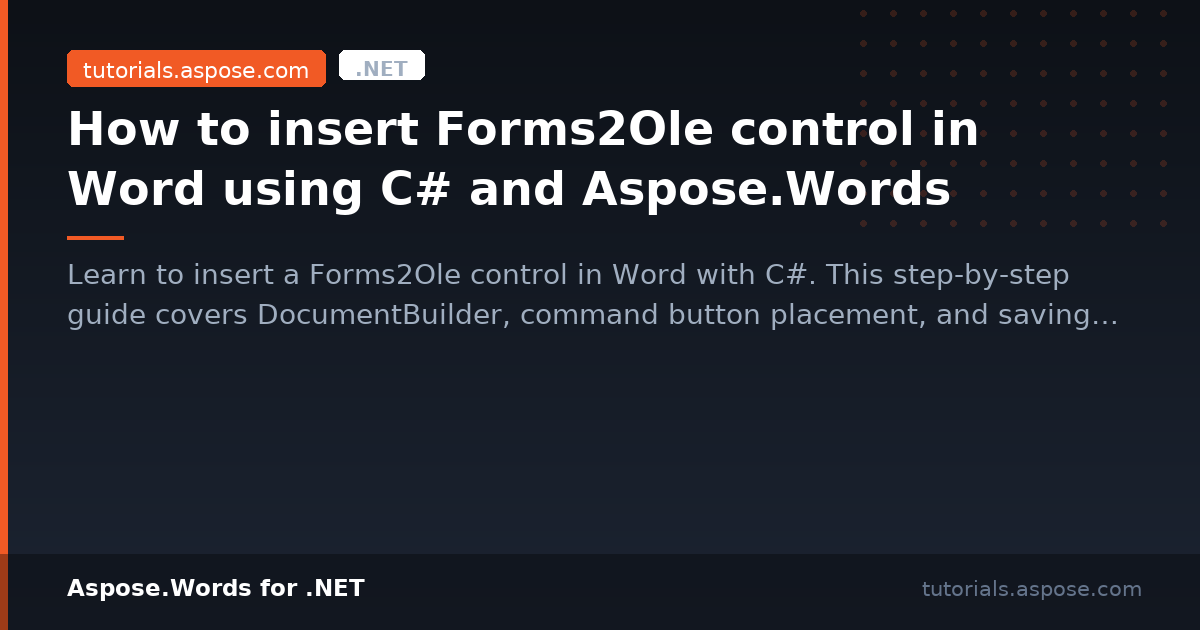 tutorials.aspose.com .NET
How to insert Forms2Ole control in
Word using C# and Aspose.Words
Learn to insert a Forms2Ole control in Word with C#. This step-by-step
guide covers DocumentBuilder, command button placement, and saving…
Aspose.Words for .NET
tutorials.aspose.com